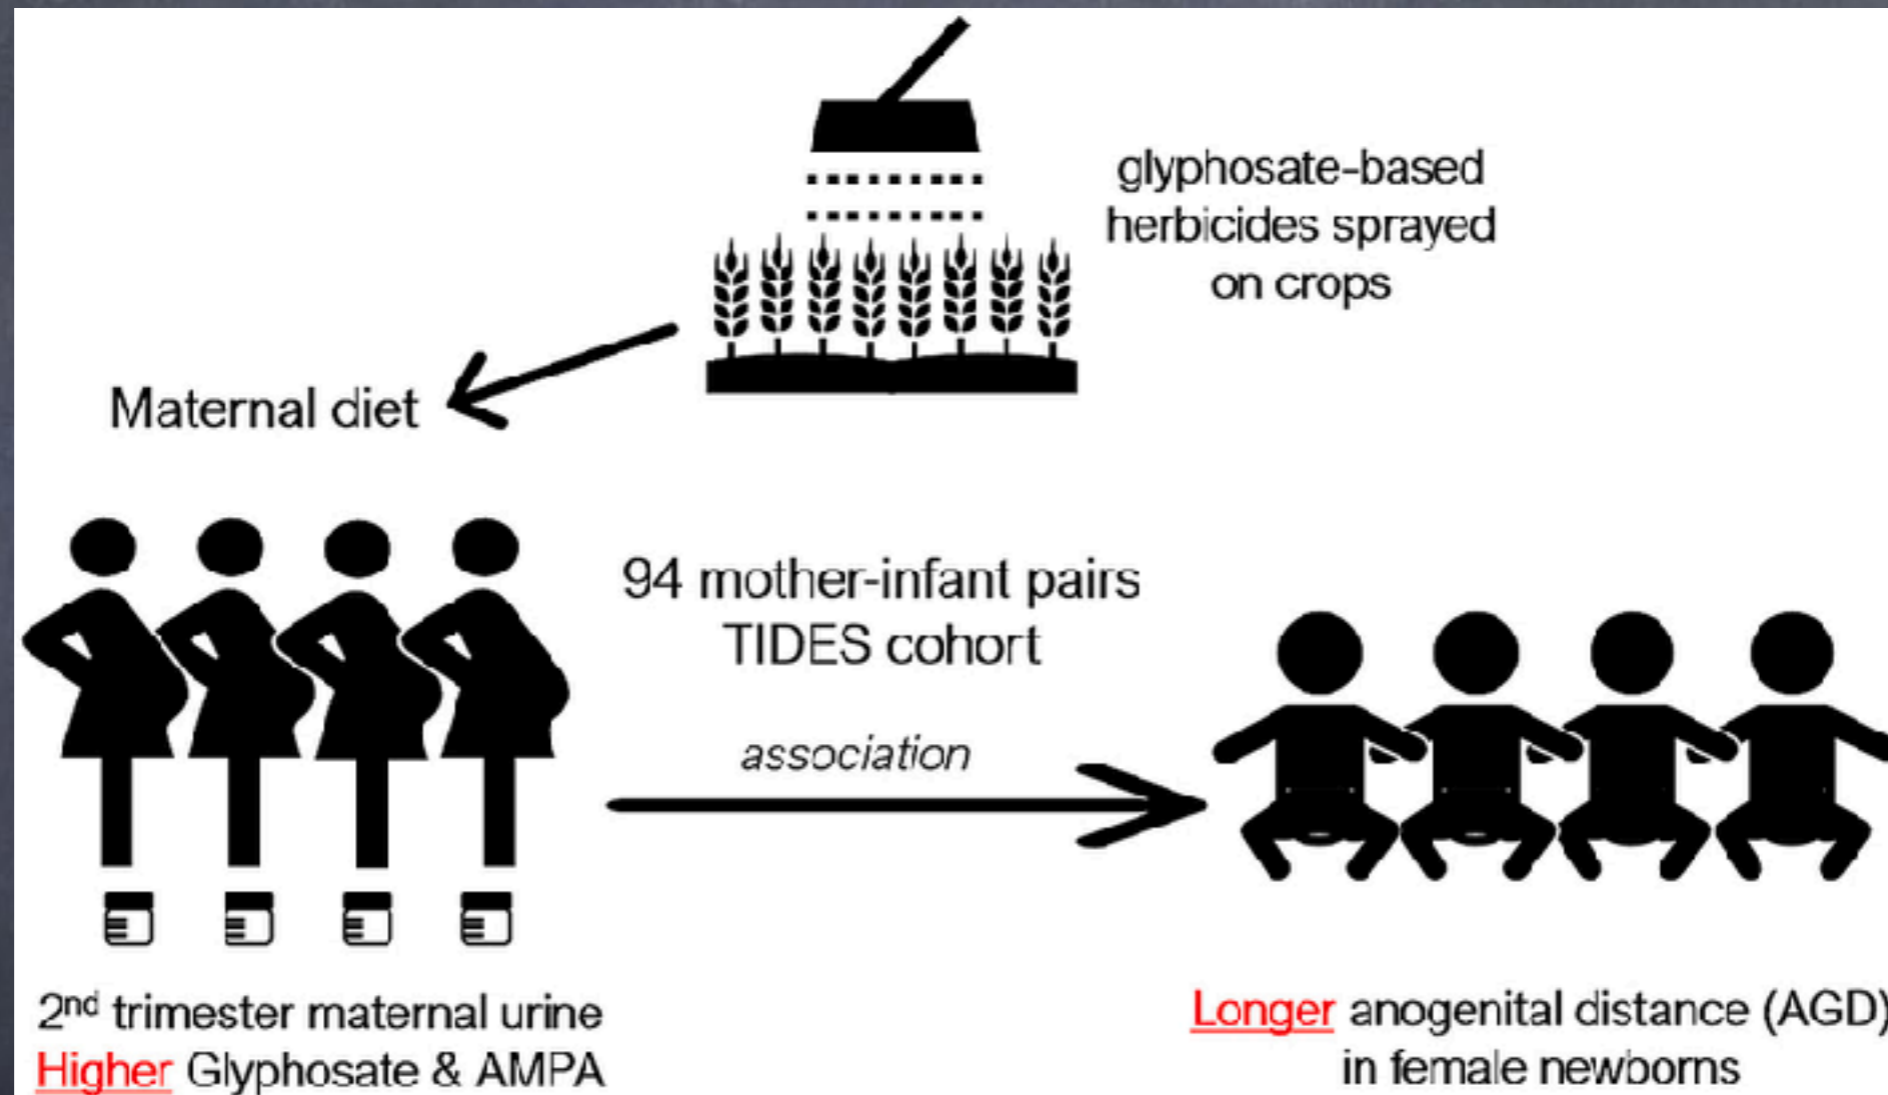 glyphosate-based
herbicides sprayed
on crops
Maternal diet
94 mother-infant pairs
TIDES cohort
association
2nd trimester maternal urine
Higher Glyphosate & AMPA
Longer anogenital distance (AGD)
in female newborns